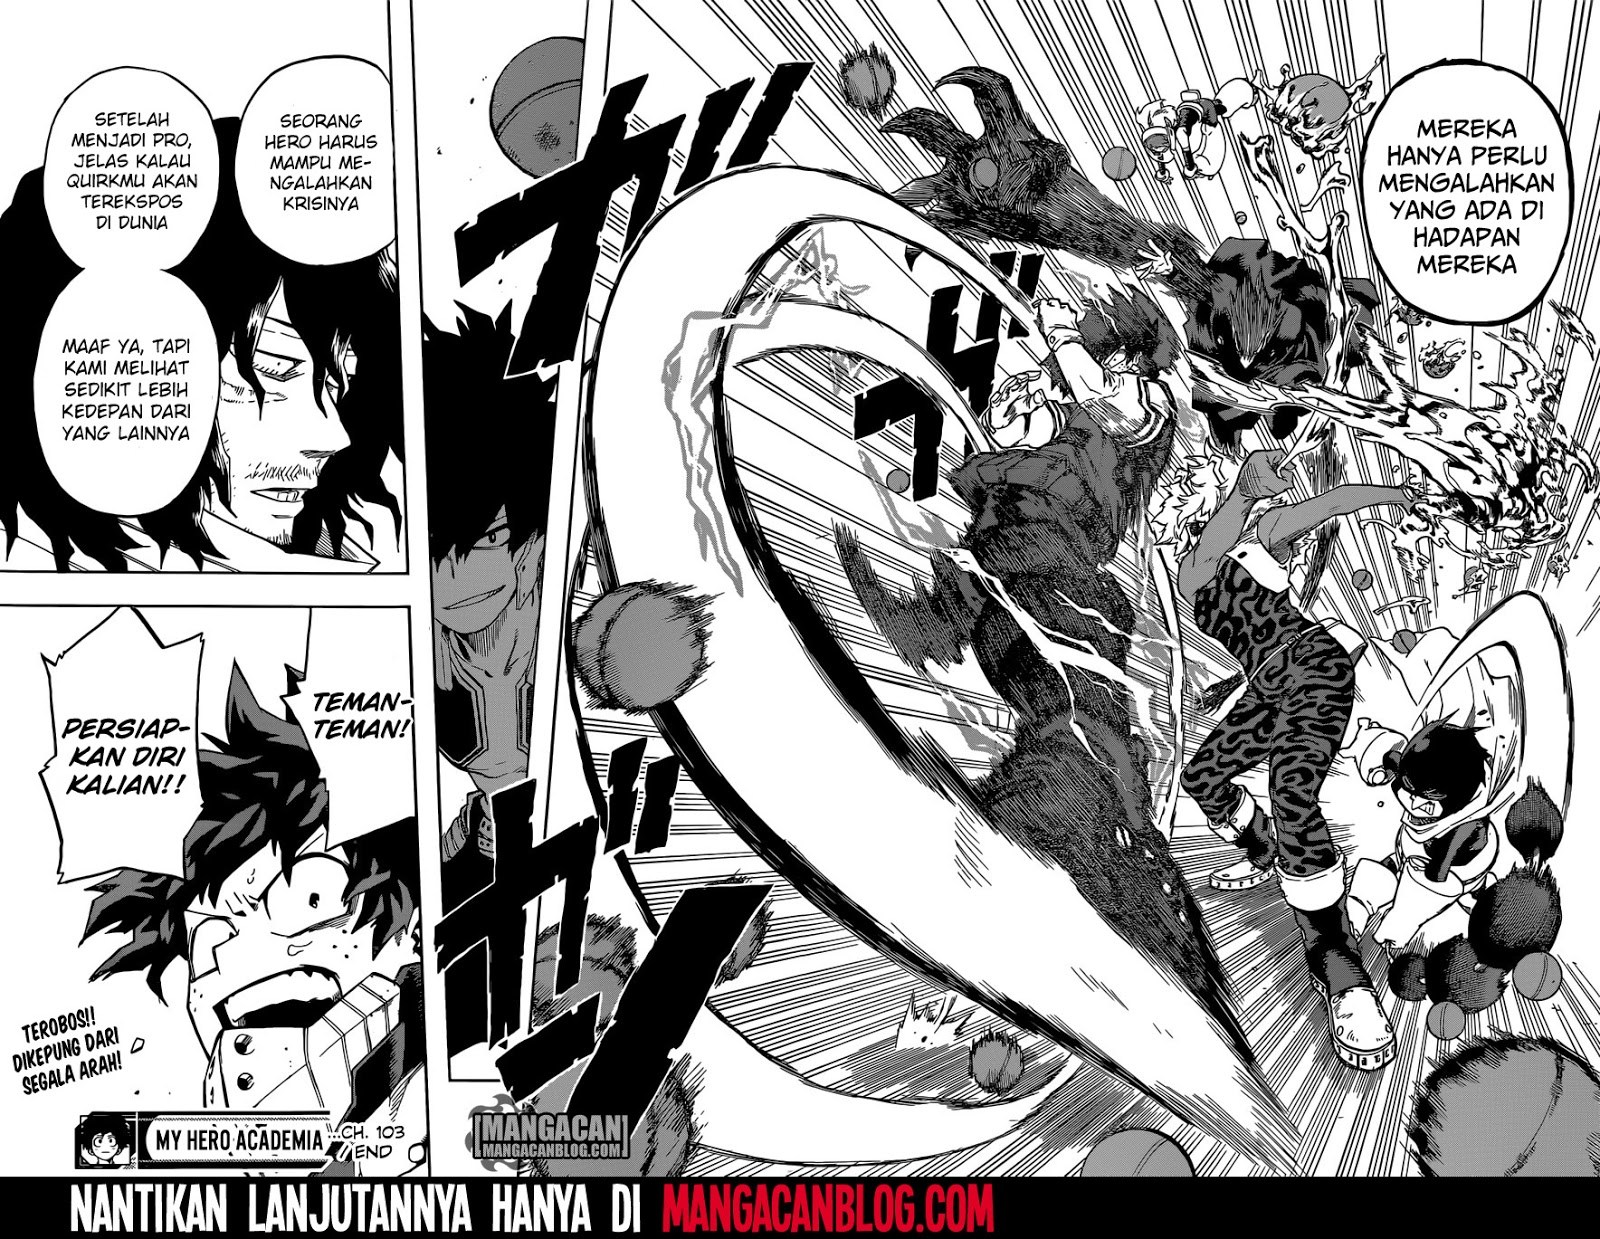 MEREKA
HANYA PERLU
MENGALAHKAN
YANG ADA DI
HADAPAN
MEREKA
SEORANG
HERO HARUS
MAMPU ME-
NGALAHKAN
KRISINYA
SETELAH
MENJADI PRO,
JELAS KALAU
QUIRKMU AKAN
TEREKSPOS
DI DUNIA
MAAF YA, TAPI
KAMI MELIHAT
SEDIKIT LEBIH
KEDEPAN DARI
YANG LAINNYA
TEMAN-
TEMAN!
PERSIAP-
KAN DIRI
KALIAN!!
TEROBOS!!
DIKEPUNG DARI
SEGALA ARAH!
MY HERO ACADEMIA ...CH. 103
/ END
[MANGACAN]
MANGACANBLOG.COM
NANTIKAN LANJUTANNYA HANYA DI MANGACANBLOG.COM